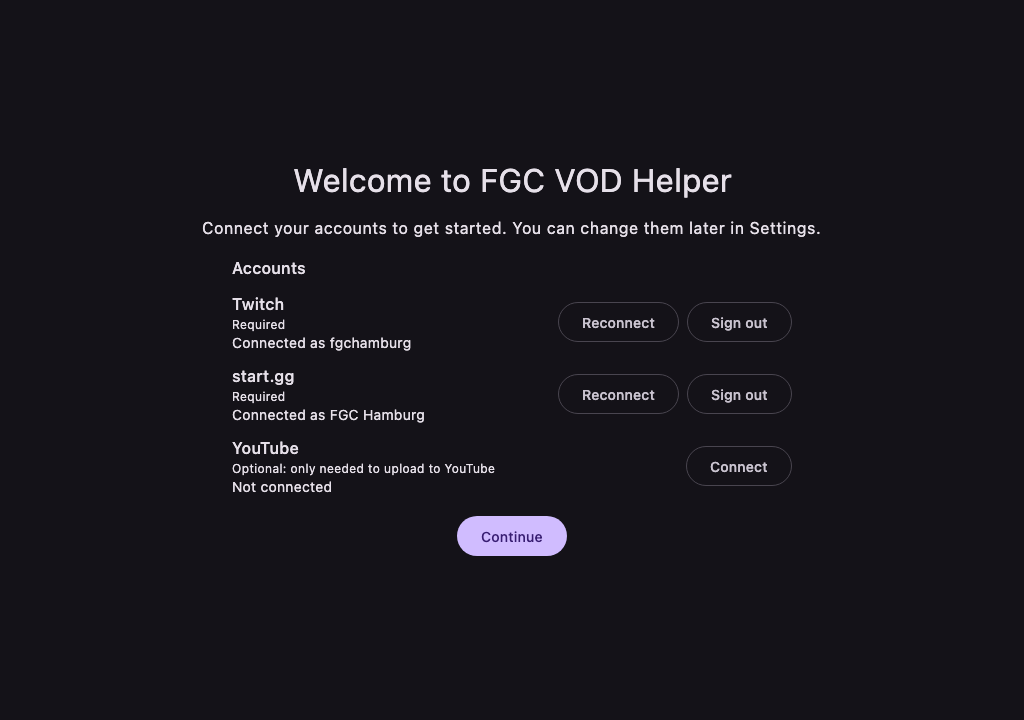 Welcome to FGC VOD Helper
Connect your accounts to get started. You can change them later in Settings.
Accounts
Twitch
Required
Connected as fgchamburg
Reconnect
Sign out
start.gg
Required
Connected as FGC Hamburg
Reconnect
Sign out
YouTube
Optional: only needed to upload to YouTube
Not connected
Connect
Continue